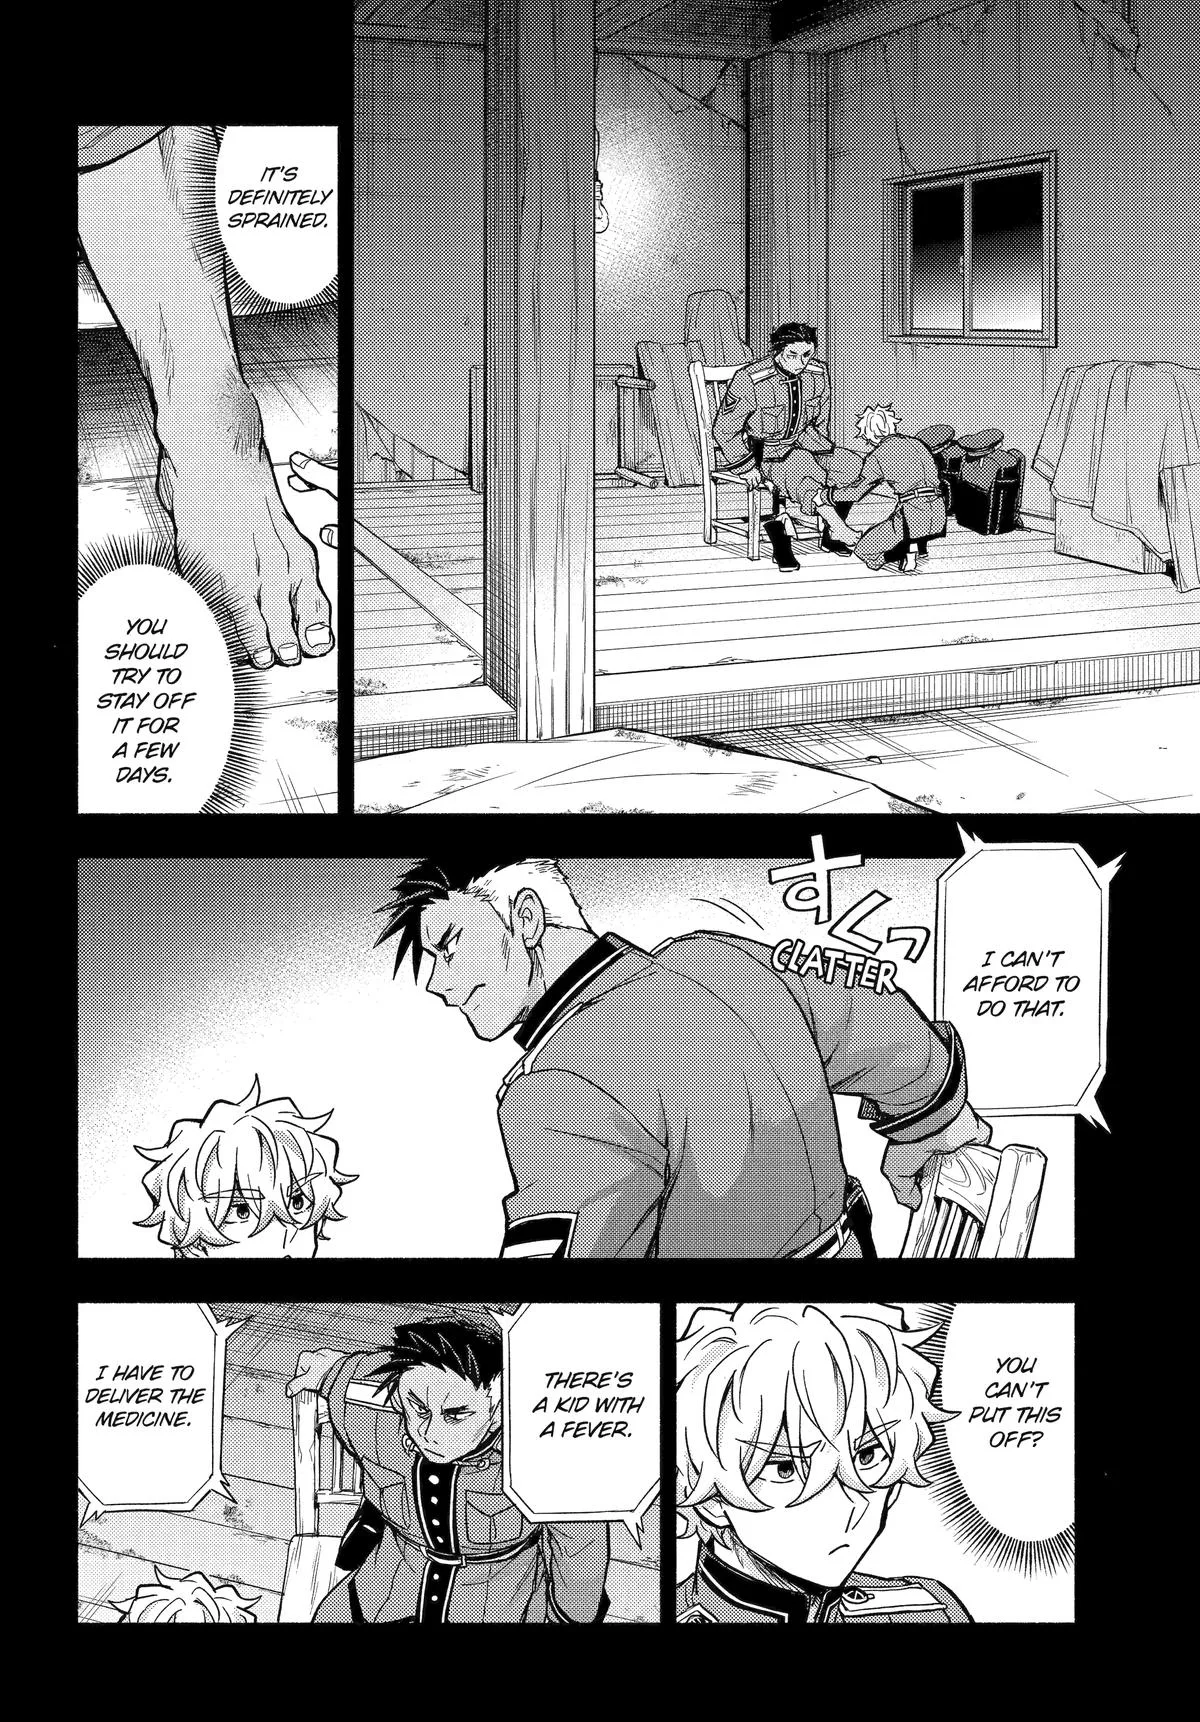 IT'S
DEFINITELY
SPRAINED.
YOU
SHOULD
TRY TO
STAY OFF
IT FOR
A FEW
DAYS.
I CAN'T
AFFORD TO
DO THAT.
すくっ
CLATTER
YOU
CAN'T
PUT THIS
OFF?
THERE'S
A KID WITH
A FEVER.
I HAVE TO
DELIVER THE
MEDICINE.